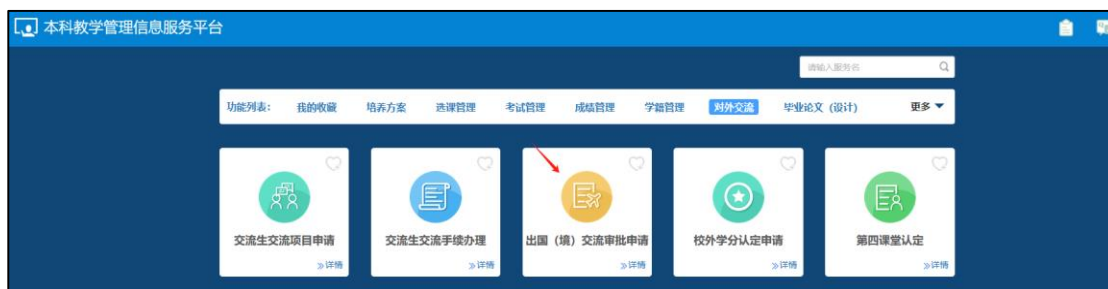 本科教学管理信息服务平台
请输入服务名
功能列表： 我的收藏 培养方案 选课管理 考试管理 成绩管理 学籍管理 对外交流 毕业论文（设计） 更多
交流生交流项目申请 交流生交流手续办理 出国（境）交流审批申请 校外学分认定申请 第四课堂认定
»详情 »详情 »详情 »详情 »详情